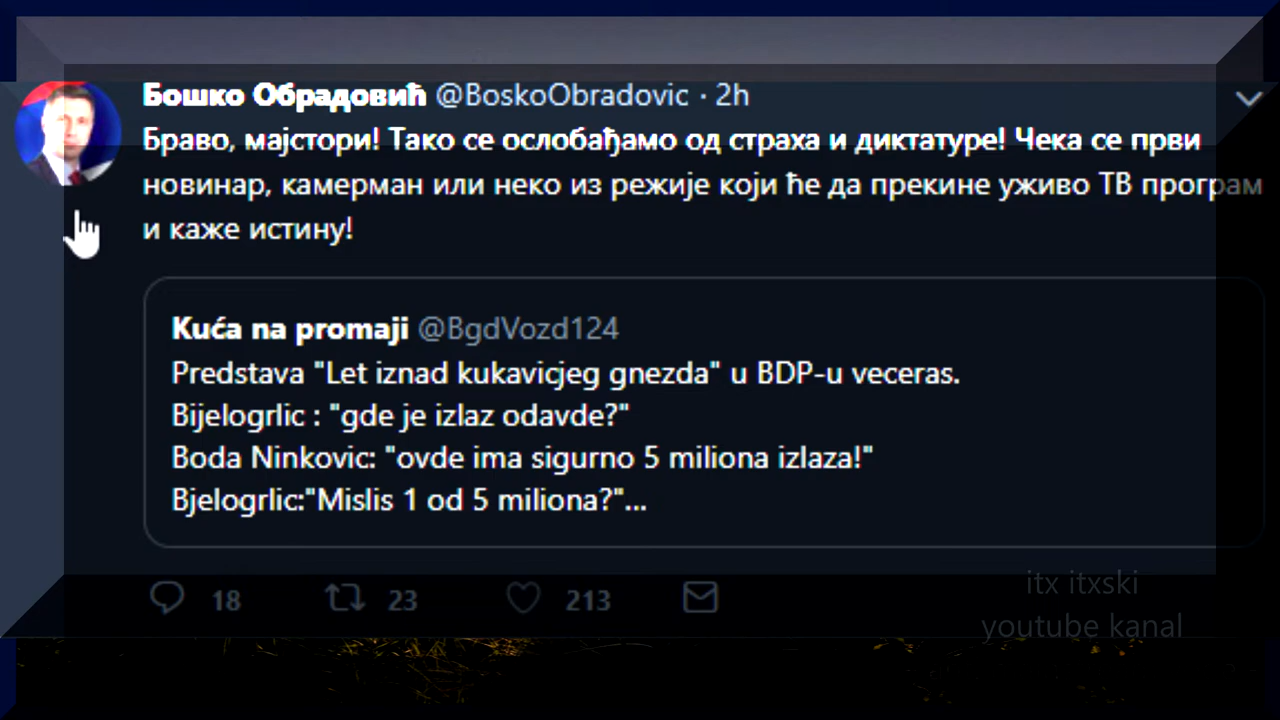 Бошко Обрадовић @BoskoObradovic · 2h
Браво, мајстори! Тако се ослобађамо од страха и диктатуре! Чека се први
новинар, камерман или неко из режије који ће да прекине уживо ТВ програм
и каже истину!
Kuća na promaji @BgdVozd124
Predstava "Let iznad kukavicjeg gnezda" u BDP-u veceras.
Bijelogrlic : "gde je izlaz odavde?"
Boda Ninkovic: "ovde ima sigurno 5 miliona izlaza!"
Bjelogrlic:"Mislis 1 od 5 miliona?"...
18 23 213
itx itxski
youtube kanal